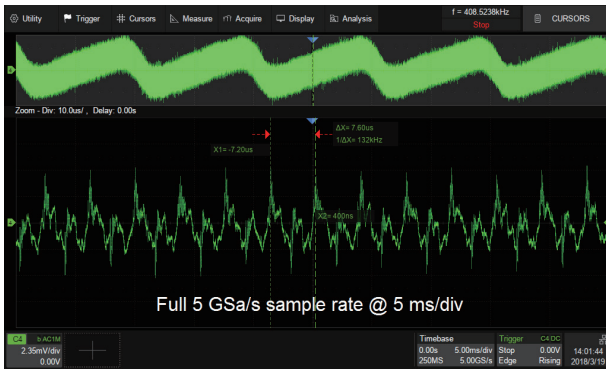 Utility Trigger Cursors Measure Acquire Display Analysis
f = 408.5238kHz
Stop
CURSORS
Zoom - Div: 10.0us/ , Delay: 0.00s
ΔX= 7.60us
1/ΔX= 132kHz
X1= -7.20us
X2= 400ns
Full 5 GSa/s sample rate @ 5 ms/div
C4 b AC1M
2.35mV/div
0.00V
Timebase
0.00s 5.00ms/div
250MS 5.00GS/s
Trigger C4 DC
Stop 0.00V
Edge Rising
14:01:44
2018/3/19